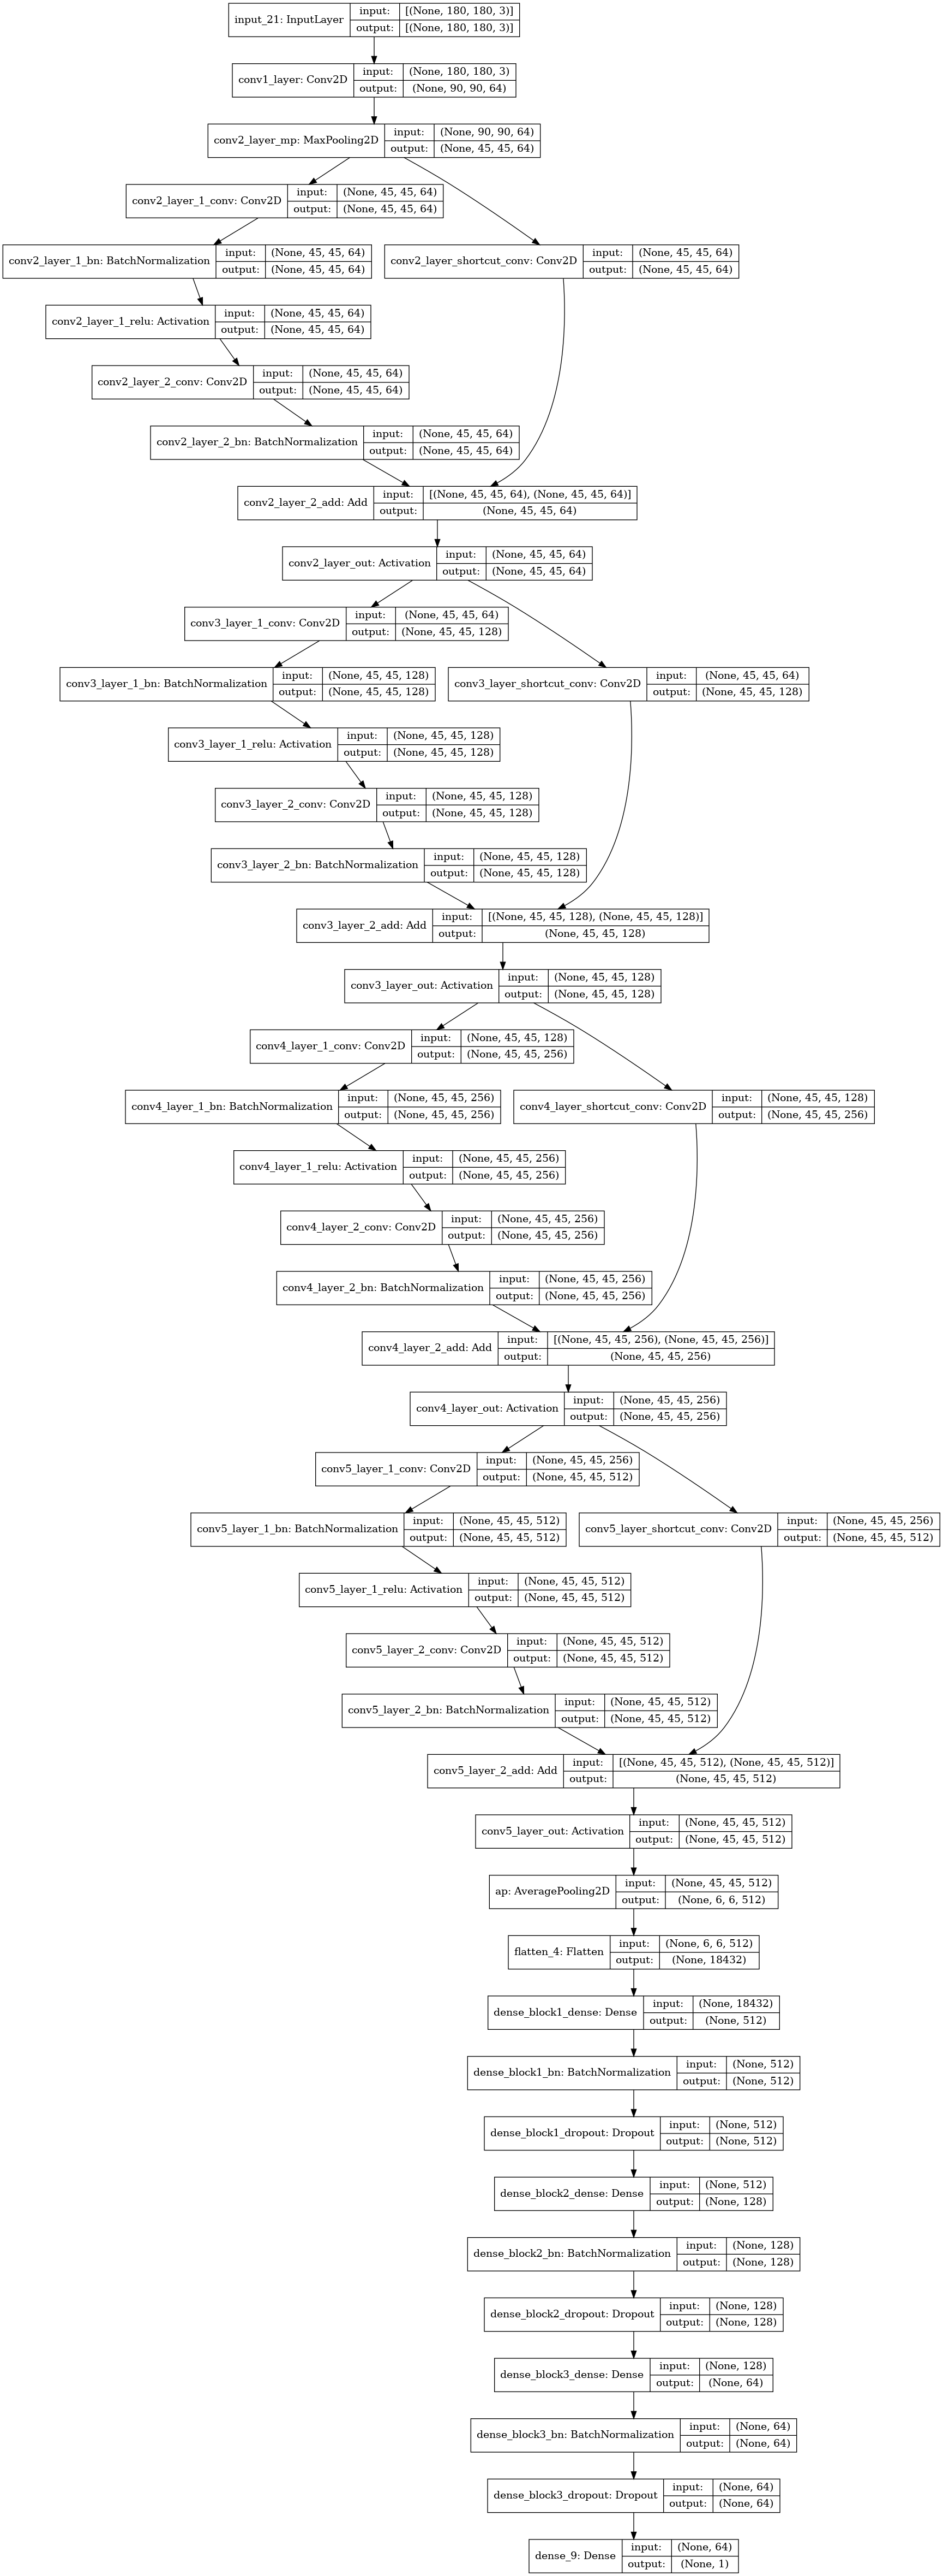 input_21: InputLayer input: [(None, 180, 180, 3)]
output: [(None, 180, 180, 3)]
conv1_layer: Conv2D input: (None, 180, 180, 3)
output: (None, 90, 90, 64)
conv2_layer_mp: MaxPooling2D input: (None, 90, 90, 64)
output: (None, 45, 45, 64)
conv2_layer_1_conv: Conv2D input: (None, 45, 45, 64)
output: (None, 45, 45, 64)
conv2_layer_1_bn: BatchNormalization input: (None, 45, 45, 64)
output: (None, 45, 45, 64)
conv2_layer_shortcut_conv: Conv2D input: (None, 45, 45, 64)
output: (None, 45, 45, 64)
conv2_layer_1_relu: Activation input: (None, 45, 45, 64)
output: (None, 45, 45, 64)
conv2_layer_2_conv: Conv2D input: (None, 45, 45, 64)
output: (None, 45, 45, 64)
conv2_layer_2_bn: BatchNormalization input: (None, 45, 45, 64)
output: (None, 45, 45, 64)
conv2_layer_2_add: Add input: [(None, 45, 45, 64), (None, 45, 45, 64)]
output: (None, 45, 45, 64)
conv2_layer_out: Activation input: (None, 45, 45, 64)
output: (None, 45, 45, 64)
conv3_layer_1_conv: Conv2D input: (None, 45, 45, 64)
output: (None, 45, 45, 128)
conv3_layer_1_bn: BatchNormalization input: (None, 45, 45, 128)
output: (None, 45, 45, 128)
conv3_layer_shortcut_conv: Conv2D input: (None, 45, 45, 64)
output: (None, 45, 45, 128)
conv3_layer_1_relu: Activation input: (None, 45, 45, 128)
output: (None, 45, 45, 128)
conv3_layer_2_conv: Conv2D input: (None, 45, 45, 128)
output: (None, 45, 45, 128)
conv3_layer_2_bn: BatchNormalization input: (None, 45, 45, 128)
output: (None, 45, 45, 128)
conv3_layer_2_add: Add input: [(None, 45, 45, 128), (None, 45, 45, 128)]
output: (None, 45, 45, 128)
conv3_layer_out: Activation input: (None, 45, 45, 128)
output: (None, 45, 45, 128)
conv4_layer_1_conv: Conv2D input: (None, 45, 45, 128)
output: (None, 45, 45, 256)
conv4_layer_1_bn: BatchNormalization input: (None, 45, 45, 256)
output: (None, 45, 45, 256)
conv4_layer_shortcut_conv: Conv2D input: (None, 45, 45, 128)
output: (None, 45, 45, 256)
conv4_layer_1_relu: Activation input: (None, 45, 45, 256)
output: (None, 45, 45, 256)
conv4_layer_2_conv: Conv2D input: (None, 45, 45, 256)
output: (None, 45, 45, 256)
conv4_layer_2_bn: BatchNormalization input: (None, 45, 45, 256)
output: (None, 45, 45, 256)
conv4_layer_2_add: Add input: [(None, 45, 45, 256), (None, 45, 45, 256)]
output: (None, 45, 45, 256)
conv4_layer_out: Activation input: (None, 45, 45, 256)
output: (None, 45, 45, 256)
conv5_layer_1_conv: Conv2D input: (None, 45, 45, 256)
output: (None, 45, 45, 512)
conv5_layer_1_bn: BatchNormalization input: (None, 45, 45, 512)
output: (None, 45, 45, 512)
conv5_layer_shortcut_conv: Conv2D input: (None, 45, 45, 256)
output: (None, 45, 45, 512)
conv5_layer_1_relu: Activation input: (None, 45, 45, 512)
output: (None, 45, 45, 512)
conv5_layer_2_conv: Conv2D input: (None, 45, 45, 512)
output: (None, 45, 45, 512)
conv5_layer_2_bn: BatchNormalization input: (None, 45, 45, 512)
output: (None, 45, 45, 512)
conv5_layer_2_add: Add input: [(None, 45, 45, 512), (None, 45, 45, 512)]
output: (None, 45, 45, 512)
conv5_layer_out: Activation input: (None, 45, 45, 512)
output: (None, 45, 45, 512)
ap: AveragePooling2D input: (None, 45, 45, 512)
output: (None, 6, 6, 512)
flatten_4: Flatten input: (None, 6, 6, 512)
output: (None, 18432)
dense_block1_dense: Dense input: (None, 18432)
output: (None, 512)
dense_block1_bn: BatchNormalization input: (None, 512)
output: (None, 512)
dense_block1_dropout: Dropout input: (None, 512)
output: (None, 512)
dense_block2_dense: Dense input: (None, 512)
output: (None, 128)
dense_block2_bn: BatchNormalization input: (None, 128)
output: (None, 128)
dense_block2_dropout: Dropout input: (None, 128)
output: (None, 128)
dense_block3_dense: Dense input: (None, 128)
output: (None, 64)
dense_block3_bn: BatchNormalization input: (None, 64)
output: (None, 64)
dense_block3_dropout: Dropout input: (None, 64)
output: (None, 64)
dense_9: Dense input: (None, 64)
output: (None, 1)